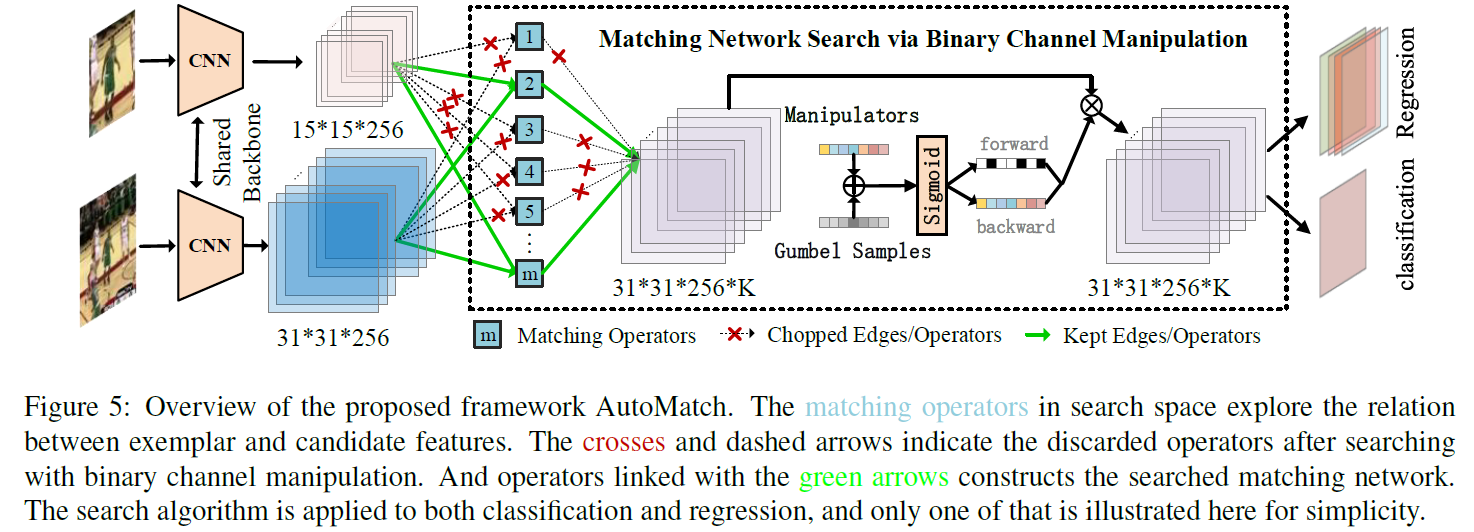 Matching Network Search via Binary Channel Manipulation
CNN
15*15*256
Shared
Backbone
CNN
31*31*256
1
2
3
4
5
m
31*31*256*K
Manipulators
Gumbel Samples
Sigmoid
forward
backward
31*31*256*K
Regression
classification
m Matching Operators
Chopped Edges/Operators
Kept Edges/Operators
Figure 5: Overview of the proposed framework AutoMatch. The matching operators in search space explore the relation
between exemplar and candidate features. The crosses and dashed arrows indicate the discarded operators after searching
with binary channel manipulation. And operators linked with the green arrows constructs the searched matching network.
The search algorithm is applied to both classification and regression, and only one of that is illustrated here for simplicity.